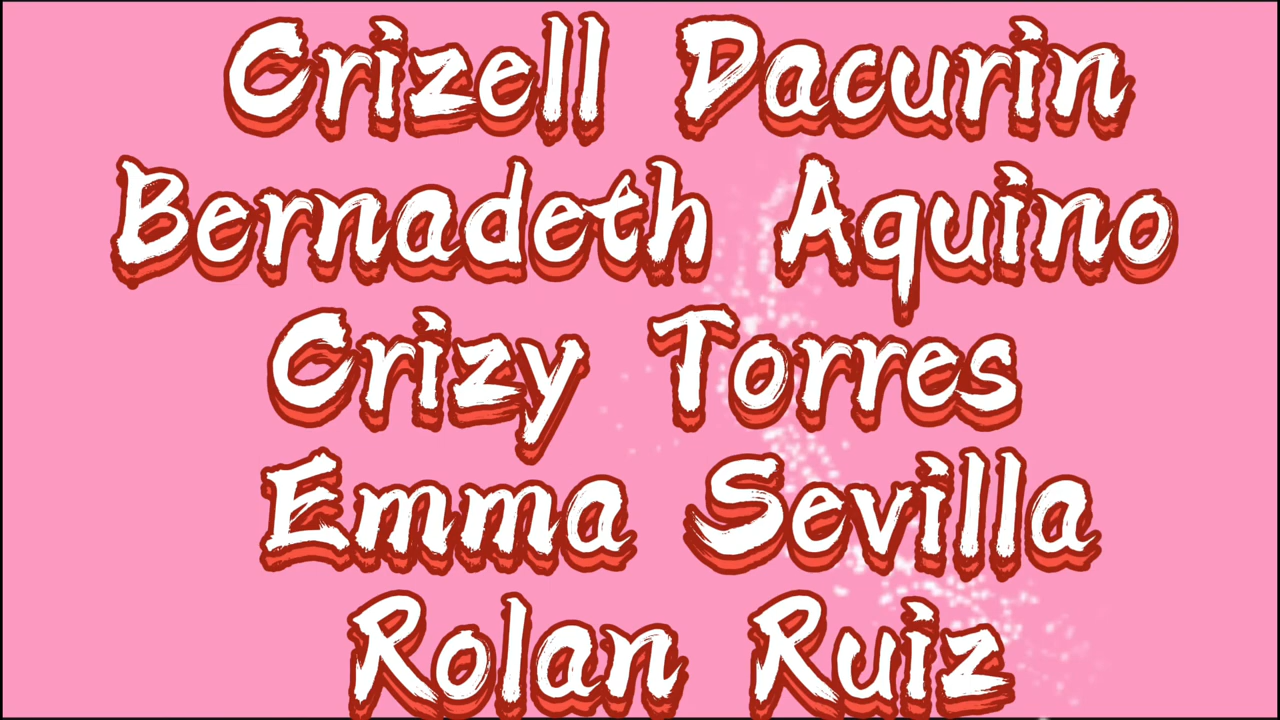 Crizell Dacurin
Bernadeth Aquino
Crizy Torres
Emma Sevilla
Rolan Ruiz